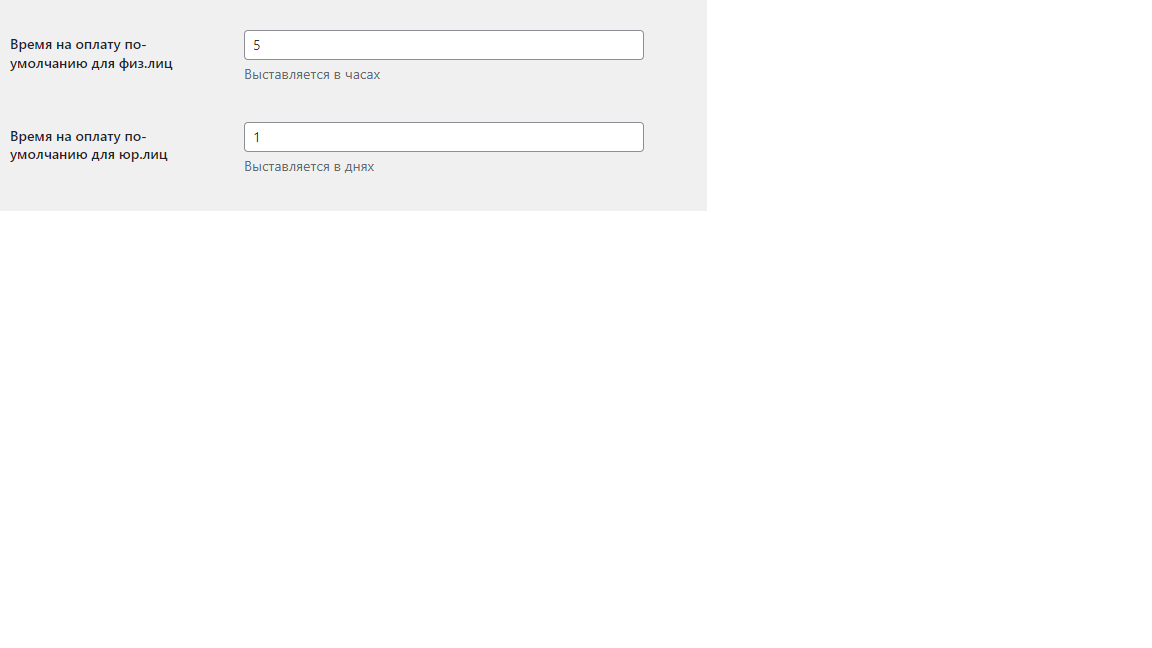 Время на оплату по-
умолчанию для физ.лиц
5
Выставляется в часах
Время на оплату по-
умолчанию для юр.лиц
1
Выставляется в днях